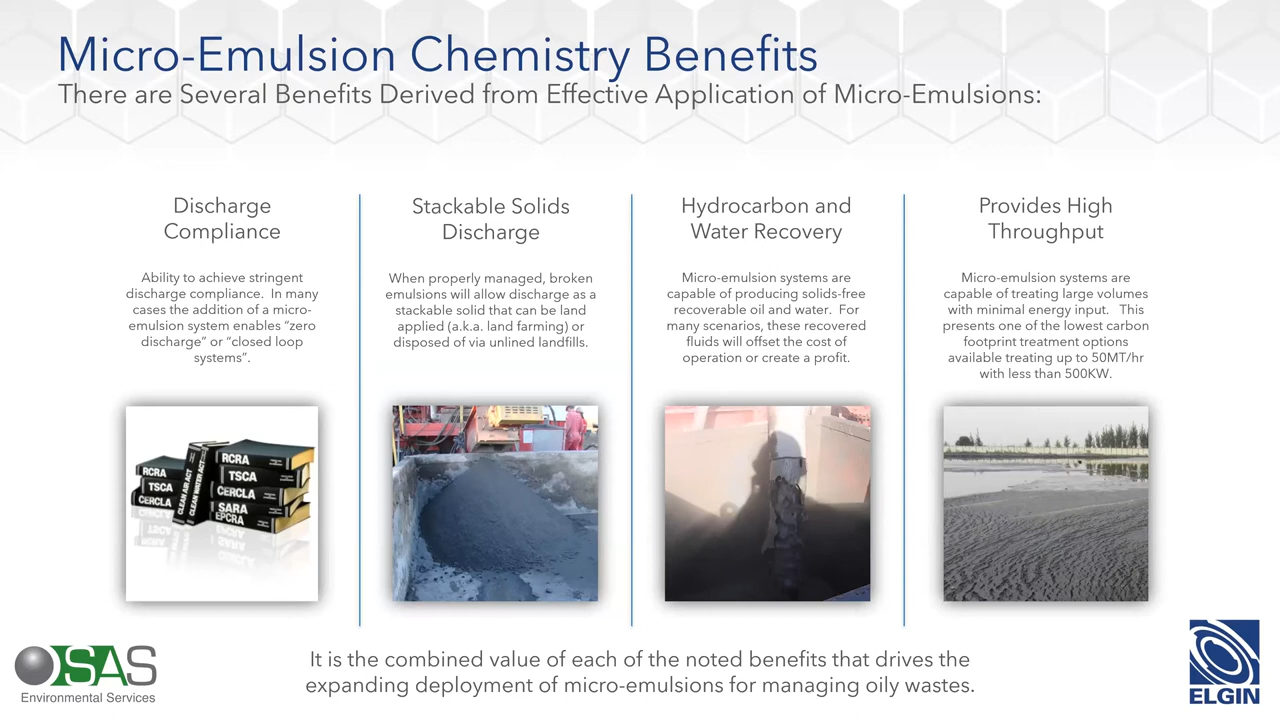 Micro-Emulsion Chemistry Benefits
There are Several Benefits Derived from Effective Application of Micro-Emulsions:
Discharge
Compliance
Ability to achieve stringent
discharge compliance. In many
cases the addition of a micro-
emulsion system enables “zero
discharge” or “closed loop
systems”.
RCRA
TSCA
CERCLA
CLEAN AIR ACT
CLEAN WATER ACT
RCRA
TSCA
CERCLA
SARA
EPCRA
Stackable Solids
Discharge
When properly managed, broken
emulsions will allow discharge as a
stackable solid that can be land
applied (a.k.a. land farming) or
disposed of via unlined landfills.
Hydrocarbon and
Water Recovery
Micro-emulsion systems are
capable of producing solids-free
recoverable oil and water. For
many scenarios, these recovered
fluids will offset the cost of
operation or create a profit.
Provides High
Throughput
Micro-emulsion systems are
capable of treating large volumes
with minimal energy input. This
presents one of the lowest carbon
footprint treatment options
available treating up to 50MT/hr
with less than 500KW.
SAS
Environmental Services
It is the combined value of each of the noted benefits that drives the
expanding deployment of micro-emulsions for managing oily wastes.
ELGIN